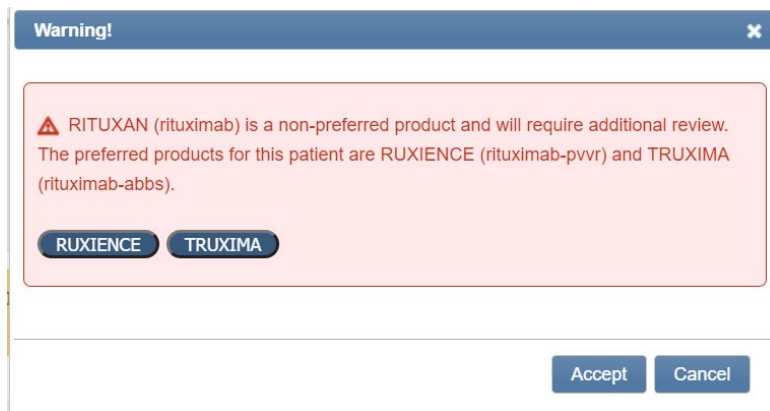 Warning!
RITUXAN (rituximab) is a non-preferred product and will require additional review.
The preferred products for this patient are RUXIENCE (rituximab-pvvr) and TRUXIMA
(rituximab-abbs).
RUXIENCE TRUXIMA
Accept Cancel